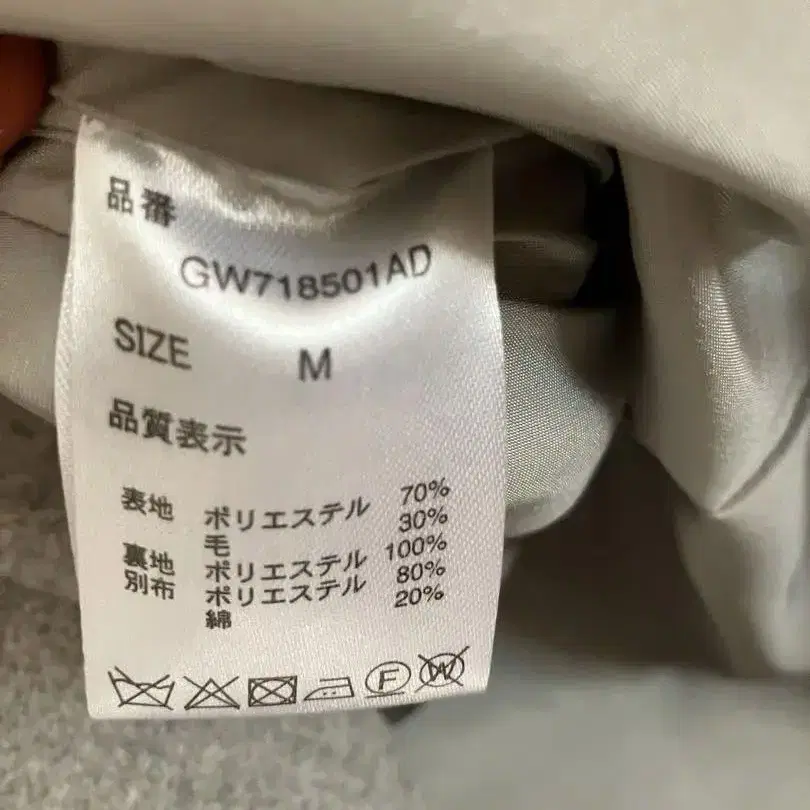 品番
GW718501AD
SIZE M
品質表示
表地 ポリエステル 70%
毛 30%
裏地 ポリエステル 100%
別布 ポリエステル 80%
綿 20%
F W